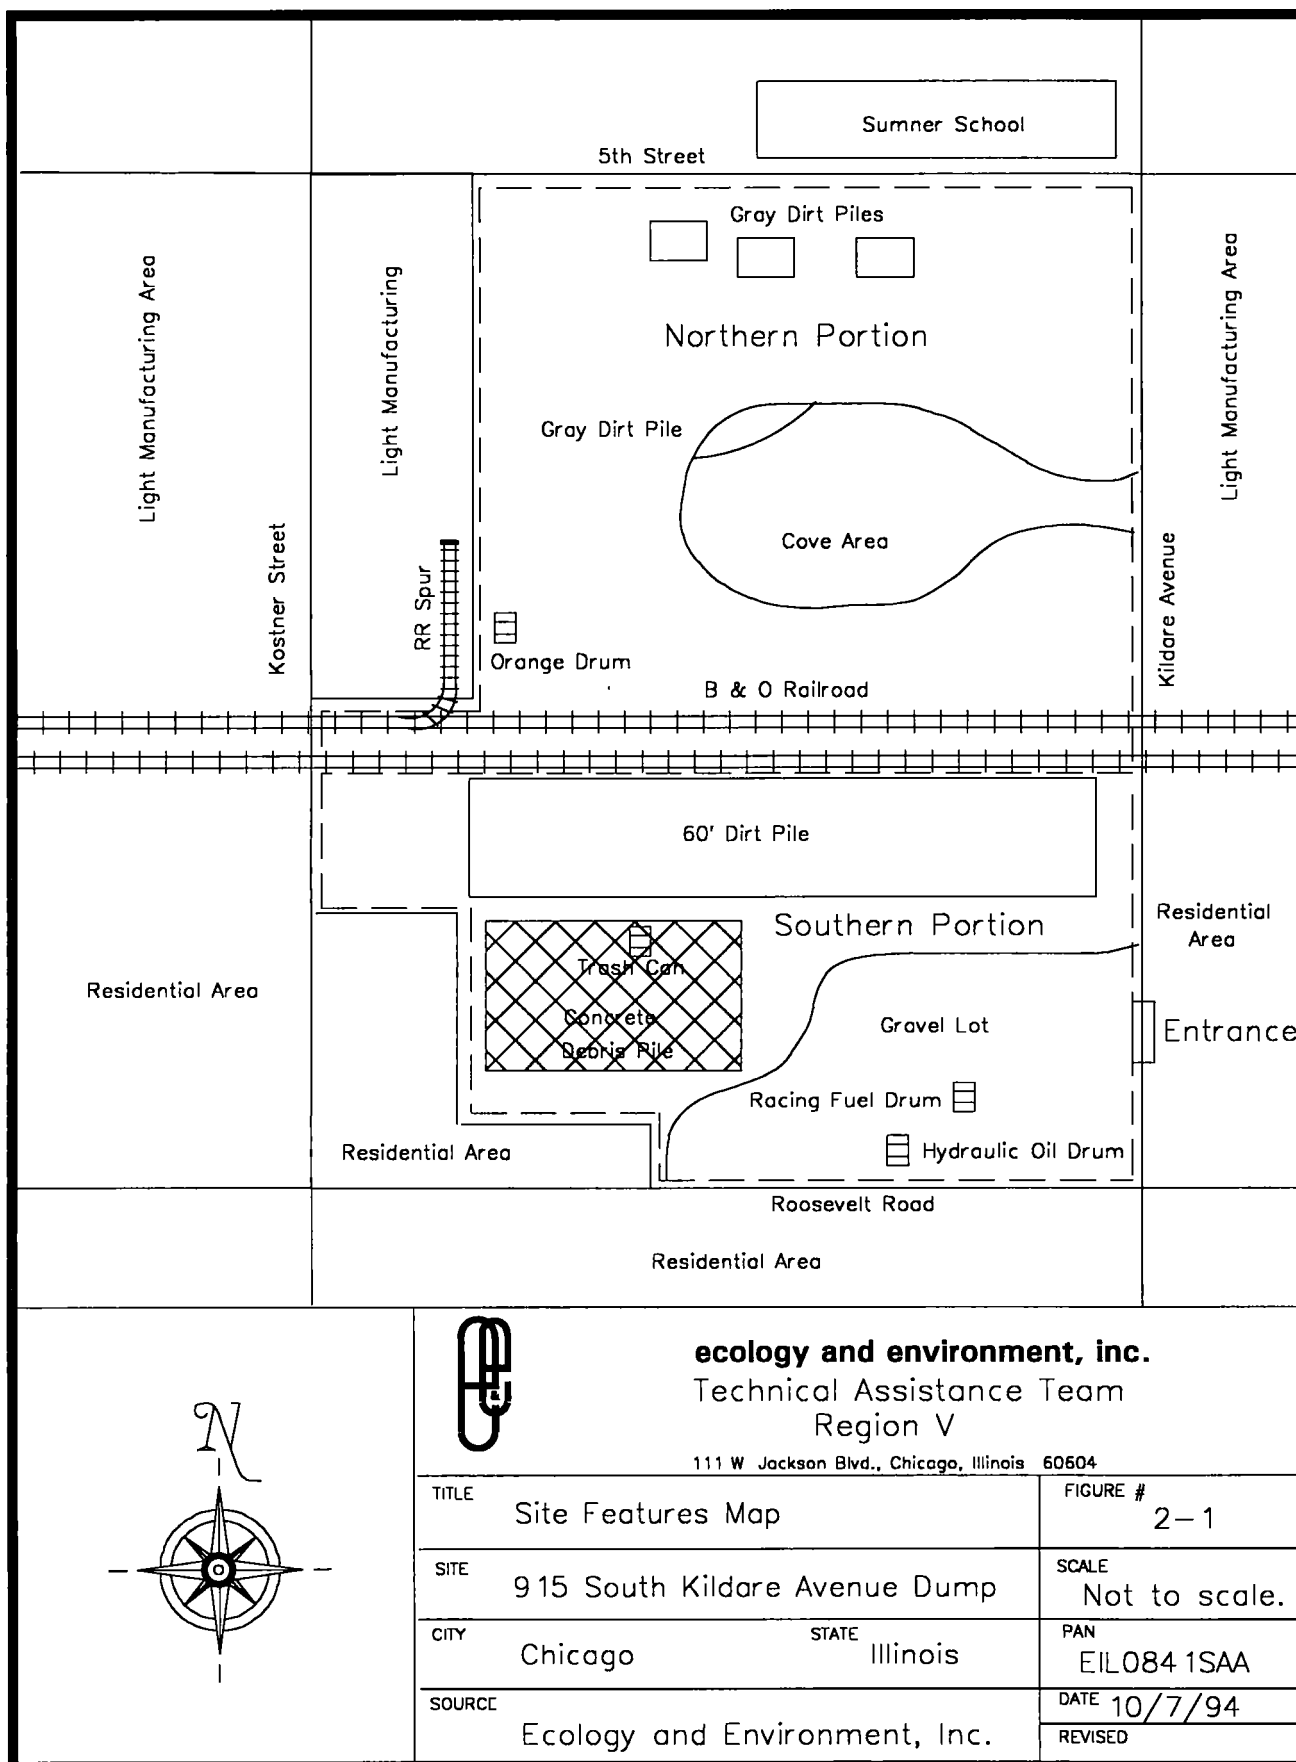 Sumner School
5th Street
Gray Dirt Piles
Light Manufacturing Area
Light Manufacturing
Light Manufacturing Area
Northern Portion
Gray Dirt Pile
Cove Area
Kostner Street
RR Spur
Kildare Avenue
Orange Drum
B & O Railroad
60' Dirt Pile
Southern Portion
Residential
Area
Trash Can
Residential Area
Concrete
Debris Pile
Gravel Lot
Entrance
Racing Fuel Drum
Residential Area
Hydraulic Oil Drum
Roosevelt Road
Residential Area
N
E&E
ecology and environment, inc.
Technical Assistance Team
Region V
111 W Jackson Blvd., Chicago, Illinois 60604
TITLE
Site Features Map
FIGURE #
2-1
SITE
915 South Kildare Avenue Dump
SCALE
Not to scale.
CITY
Chicago
STATE
Illinois
PAN
EIL0841SAA
SOURCE
Ecology and Environment, Inc.
DATE 10/7/94
REVISED